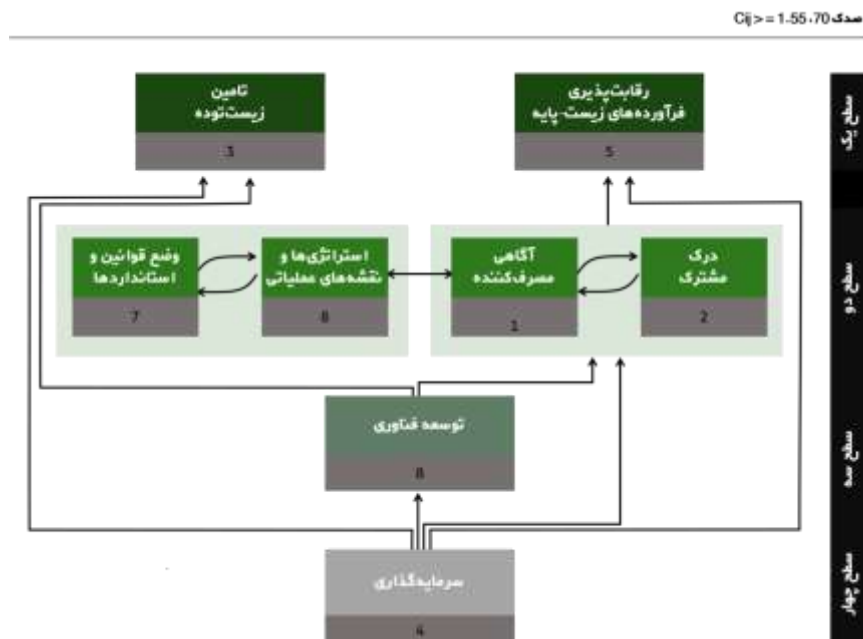 صدک 70، 1.55 = < Cij
سطح یک
رقابت‌پذیری
فرآورده‌های زیست-پایه
5
تامین
زیست‌توده
3
سطح دو
درک
مشترک
2
آگاهی
مصرف‌کننده
1
استراتژی‌ها و
نقشه‌های عملیاتی
6
وضع قوانین و
استانداردها
7
سطح سه
توسعه فناوری
8
سطح چهار
سرمایه‌گذاری
4